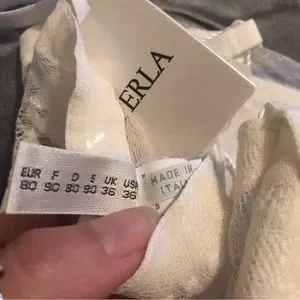 ERLA
EUR F D S UK USA
80 90 80 90 36 36
MADE IN
ITALY